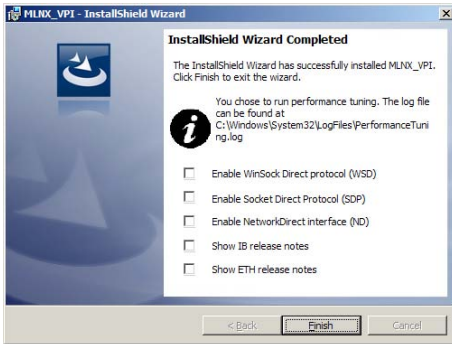 MLNX_VPI - InstallShield Wizard
InstallShield Wizard Completed
The InstallShield Wizard has successfully installed MLNX_VPI.
Click Finish to exit the wizard.
You chose to run performance tuning. The log file
can be found at
C:\Windows\System32\LogFiles\PerformanceTuni
ng.log
Enable WinSock Direct protocol (WSD)
Enable Socket Direct Protocol (SDP)
Enable NetworkDirect interface (ND)
Show IB release notes
Show ETH release notes
< Back Finish Cancel